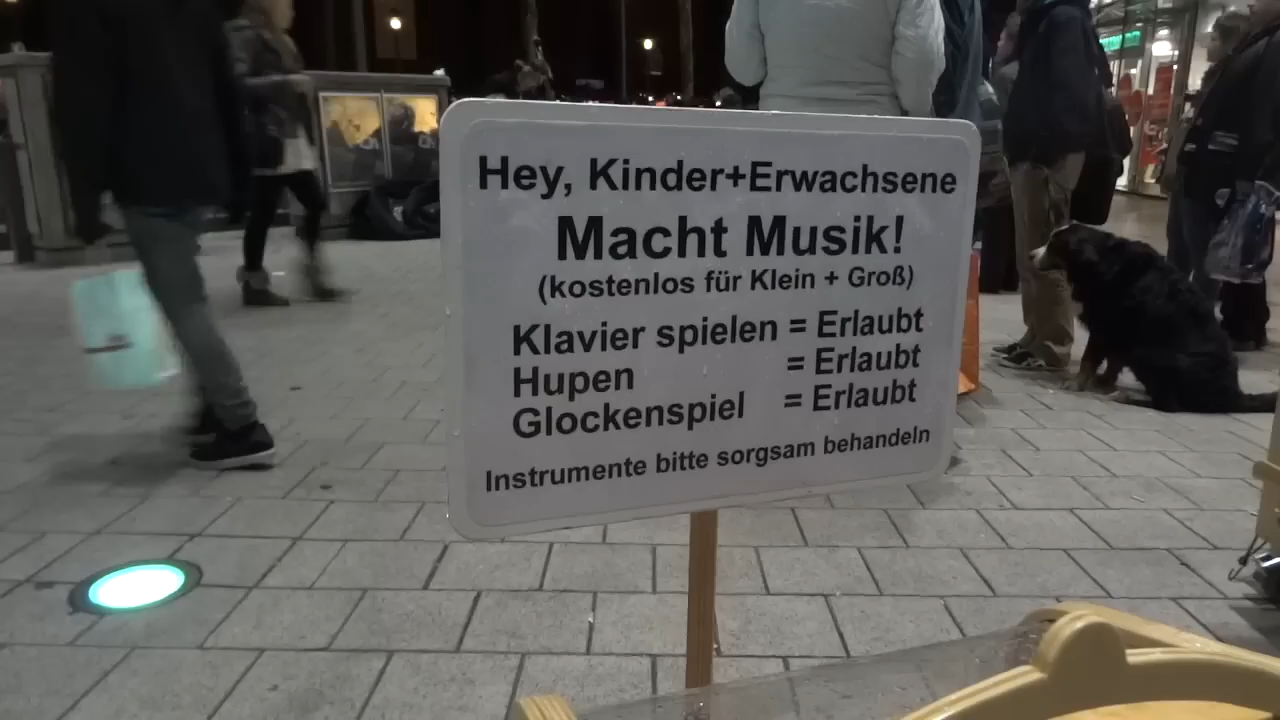 Hey, Kinder+Erwachsene
Macht Musik!
(kostenlos für Klein + Groß)
Klavier spielen = Erlaubt
Hupen = Erlaubt
Glockenspiel = Erlaubt
Instrumente bitte sorgsam behandeln